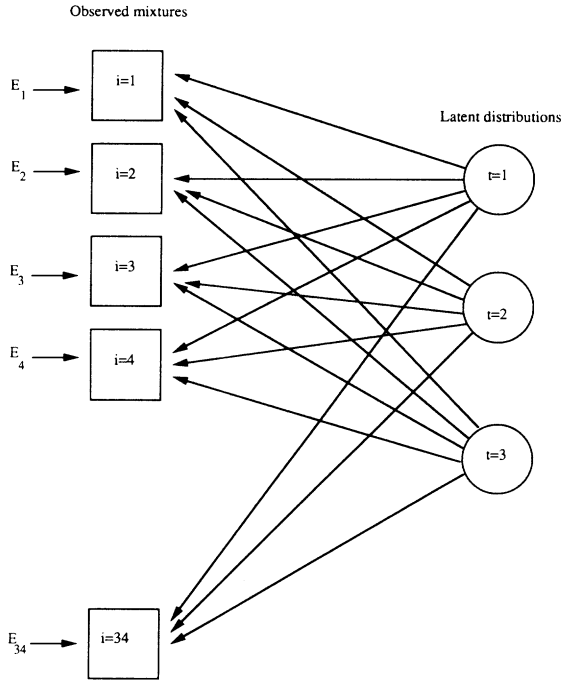 Observed mixtures
E1
i=1
Latent distributions
E2
i=2
t=1
E3
i=3
t=2
E4
i=4
t=3
E34
i=34